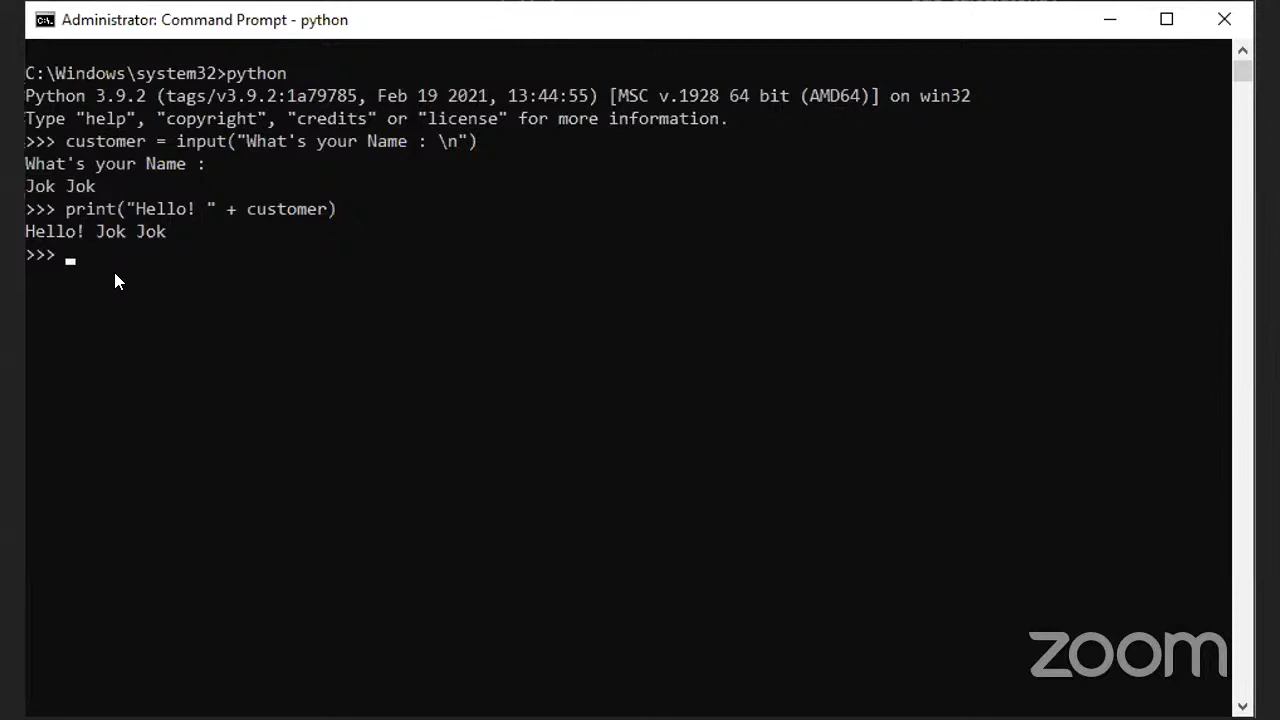 Administrator: Command Prompt - python
C:\Windows\system32>python
Python 3.9.2 (tags/v3.9.2:1a79785, Feb 19 2021, 13:44:55) [MSC v.1928 64 bit (AMD64)] on win32
Type "help", "copyright", "credits" or "license" for more information.
>>> customer = input("What's your Name : \n")
What's your Name :
Jok Jok
>>> print("Hello! " + customer)
Hello! Jok Jok
>>>
zoom